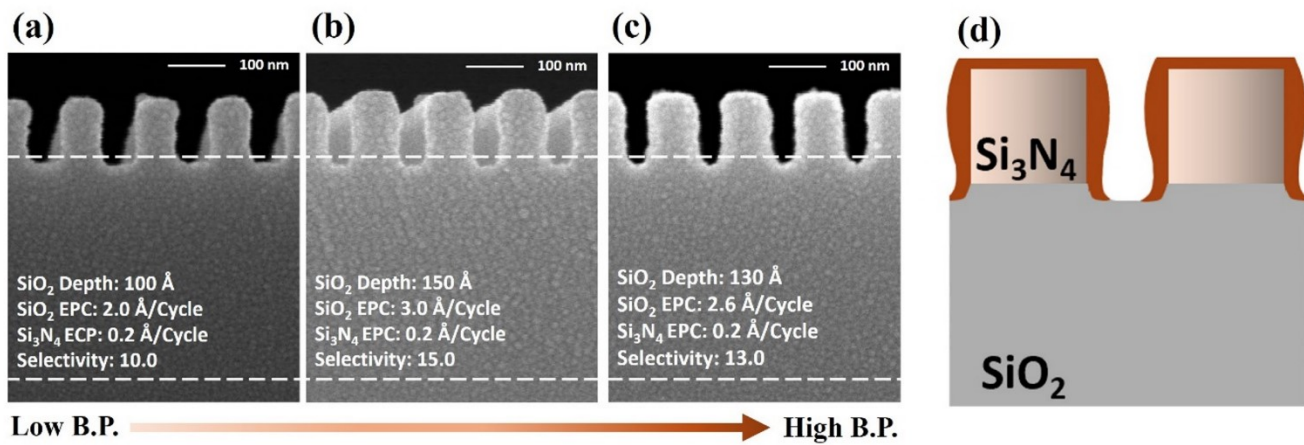 (a)
(b)
(c)
(d)
100 nm
100 nm
100 nm
SiO₂ Depth: 100 Å
SiO₂ EPC: 2.0 Å/Cycle
Si₃N₄ ECP: 0.2 Å/Cycle
Selectivity: 10.0
SiO₂ Depth: 150 Å
SiO₂ EPC: 3.0 Å/Cycle
Si₃N₄ EPC: 0.2 Å/Cycle
Selectivity: 15.0
SiO₂ Depth: 130 Å
SiO₂ EPC: 2.6 Å/Cycle
Si₃N₄ EPC: 0.2 Å/Cycle
Selectivity: 13.0
Si₃N₄
SiO₂
Low B.P.
High B.P.